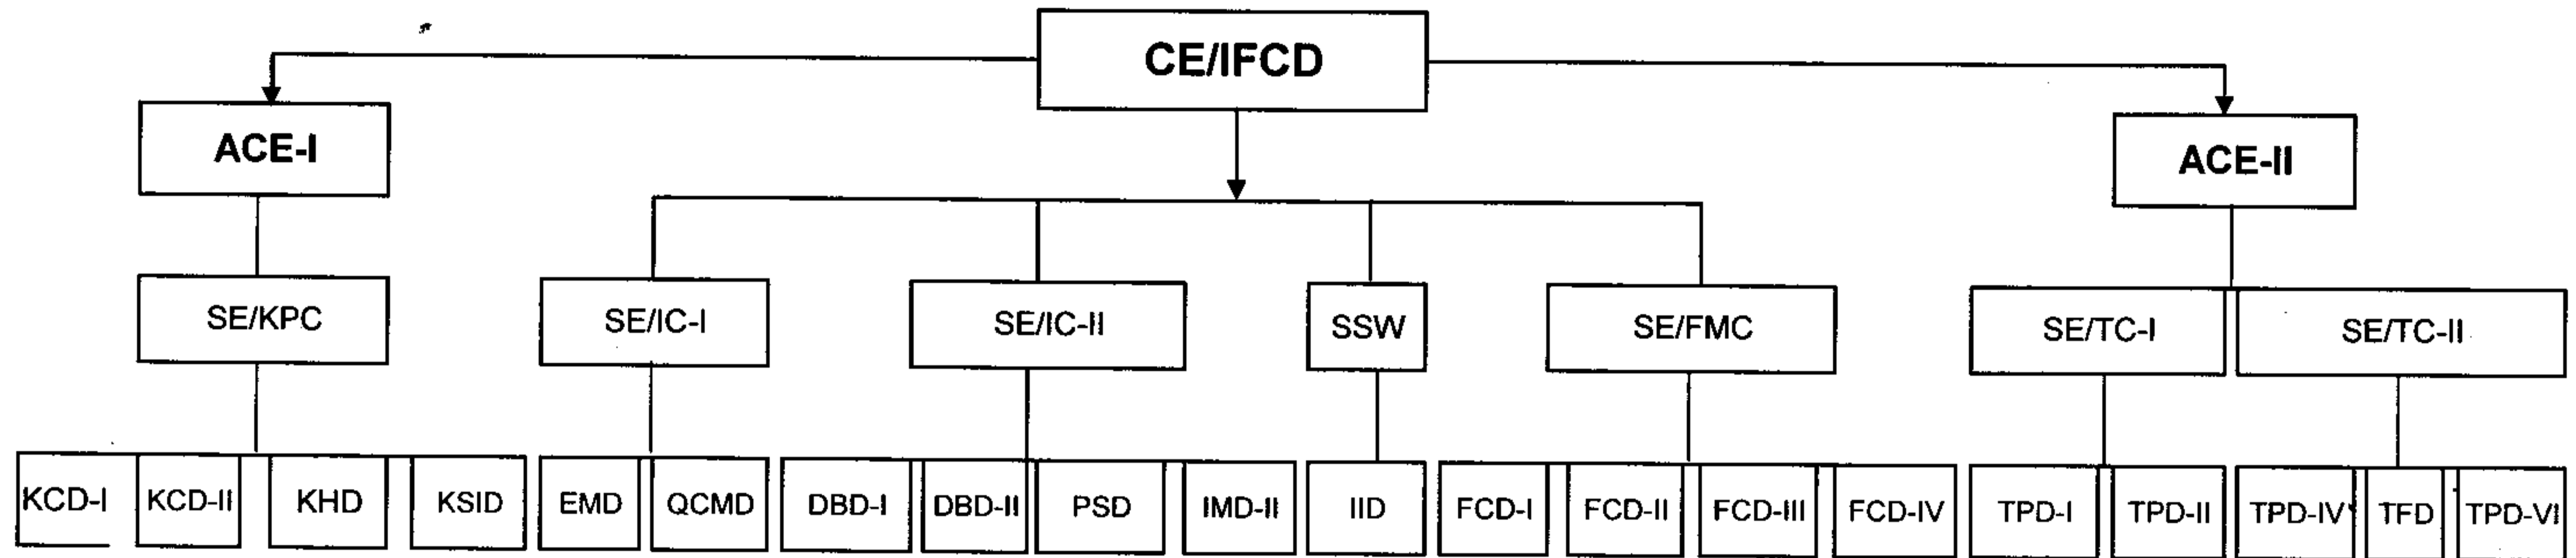 CE/IFCD
ACE-I
ACE-II
SE/KPC
SE/IC-I
SE/IC-II
SSW
SE/FMC
SE/TC-I
SE/TC-II
KCD-I
KCD-II
KHD
KSID
EMD
QCMD
DBD-I
DBD-II
PSD
IMD-II
IID
FCD-I
FCD-II
FCD-III
FCD-IV
TPD-I
TPD-II
TPD-IV
TFD
TPD-VI